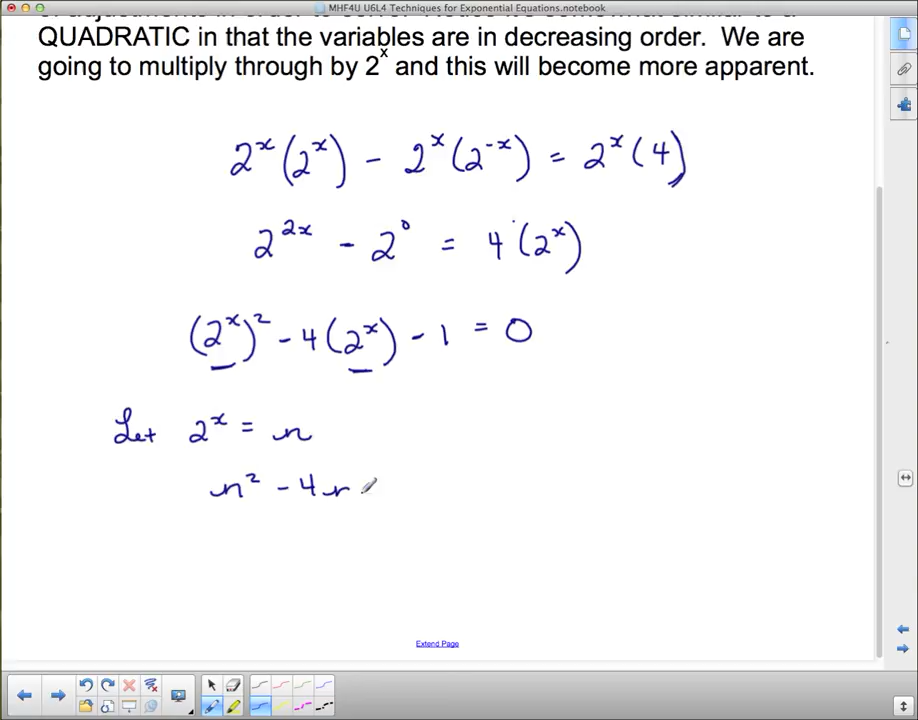 MHF4U U6L4 Techniques for Exponential Equations.notebook
QUADRATIC in that the variables are in decreasing order. We are
going to multiply through by 2^x and this will become more apparent.
2^x (2^x) - 2^x (2^-x) = 2^x (4)
2^2x - 2^0 = 4 (2^x)
(2^x)^2 - 4 (2^x) - 1 = 0
Let 2^x = n
n^2 - 4n
Extend Page